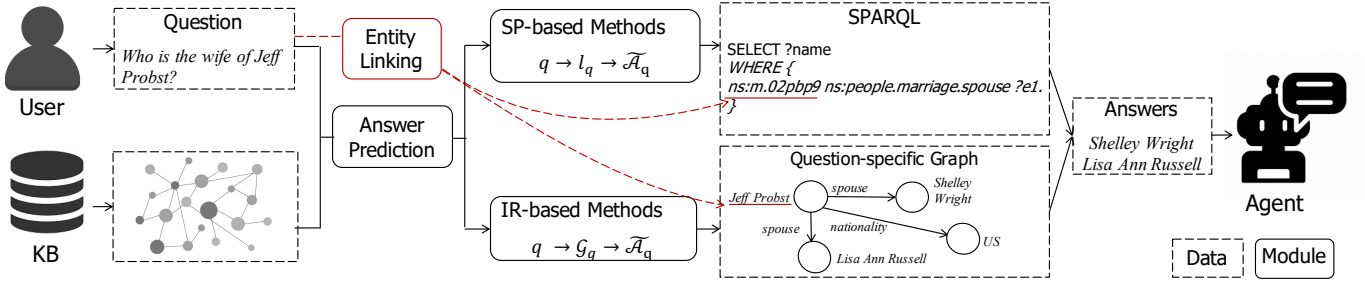 Question
Who is the wife of Jeff
Probst?
User
KB
Entity
Linking
Answer
Prediction
SP-based Methods
q → l_q → Ã_q
IR-based Methods
q → G_q → Ã_q
SPARQL
SELECT ?name
WHERE {
ns:m.02pbp9 ns:people.marriage.spouse ?e1.
}
Question-specific Graph
Jeff Probst
spouse
Shelley
Wright
spouse
nationality
US
Lisa Ann Russell
Answers
Shelley Wright
Lisa Ann Russell
Agent
Data
Module